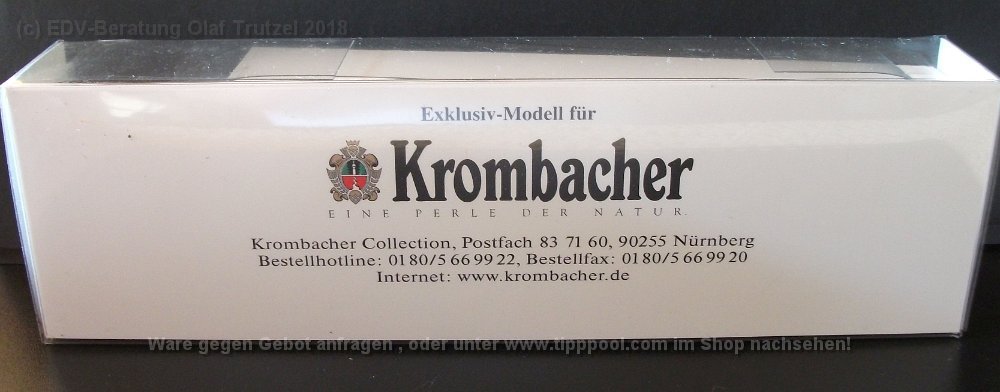 (c) EDV-Beratung Olaf Trutzel 2018
Exklusiv-Modell für
Krombacher
EINE PERLE DER NATUR.
Krombacher Collection, Postfach 83 71 60, 90255 Nürnberg
Bestellhotline: 01 80/5 66 99 22, Bestellfax: 01 80/5 66 99 20
Internet: www.krombacher.de
Ware gegen Gebot anfragen , oder unter www.tipppool.com im Shop nachsehen!